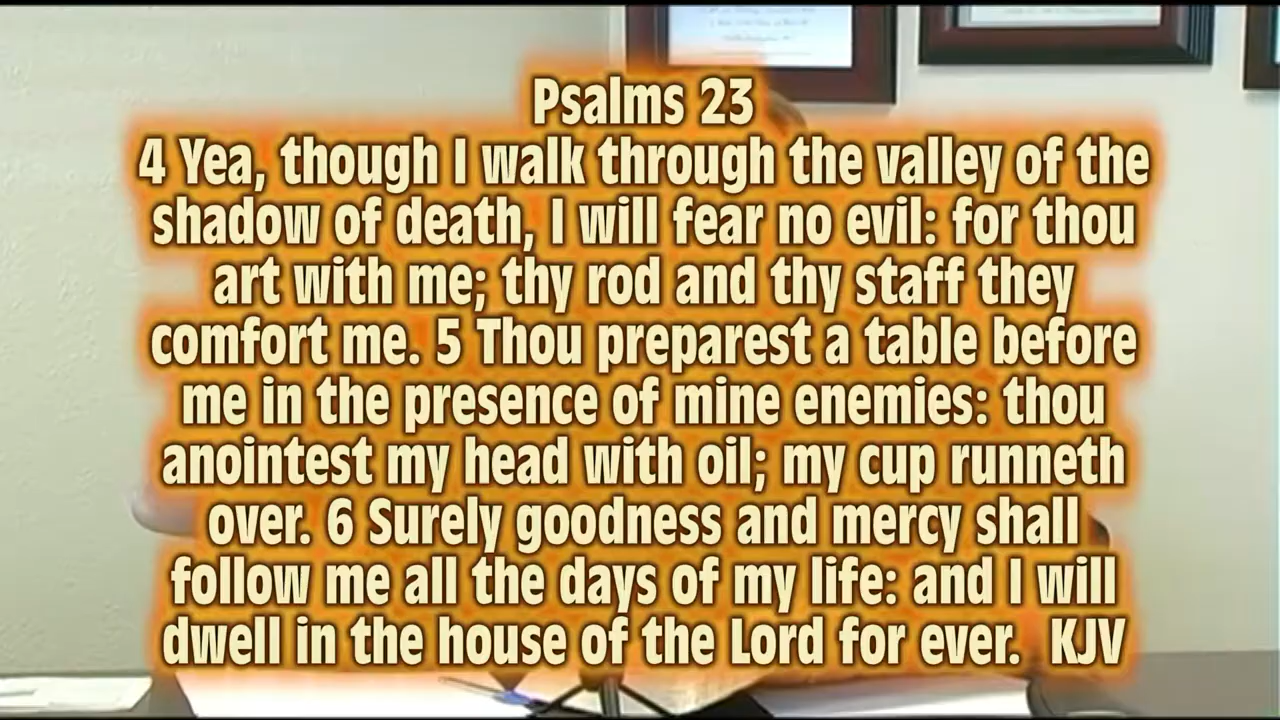 Psalms 23
4 Yea, though I walk through the valley of the
shadow of death, I will fear no evil: for thou
art with me; thy rod and thy staff they
comfort me. 5 Thou preparest a table before
me in the presence of mine enemies: thou
anointest my head with oil; my cup runneth
over. 6 Surely goodness and mercy shall
follow me all the days of my life: and I will
dwell in the house of the Lord for ever. KJV